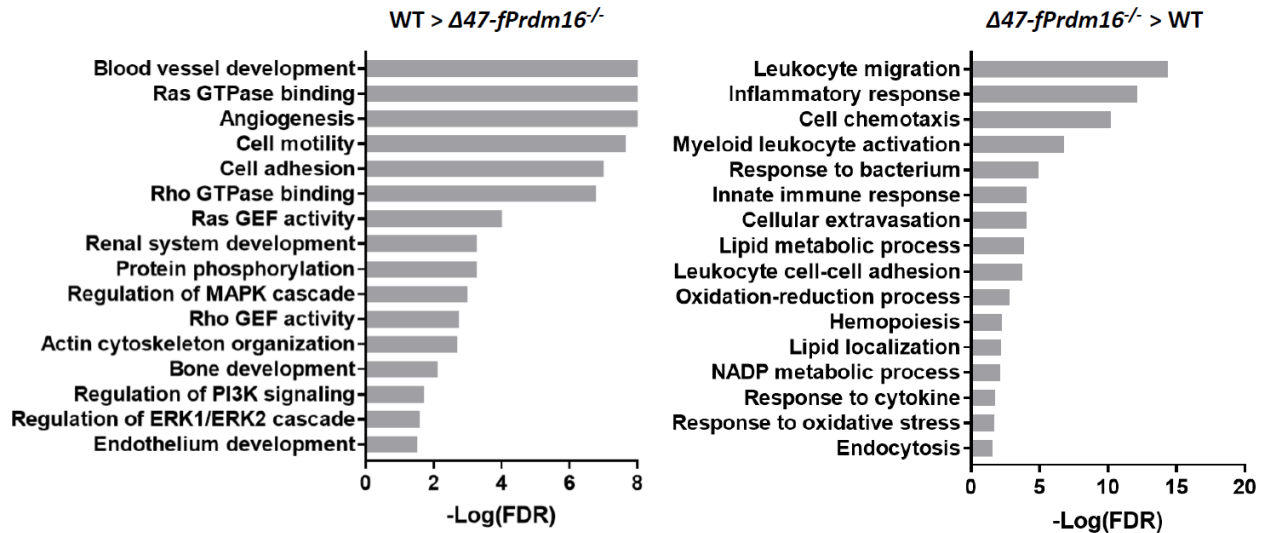 WT > Δ47-fPrdm16-/-
Blood vessel development
Ras GTPase binding
Angiogenesis
Cell motility
Cell adhesion
Rho GTPase binding
Ras GEF activity
Renal system development
Protein phosphorylation
Regulation of MAPK cascade
Rho GEF activity
Actin cytoskeleton organization
Bone development
Regulation of PI3K signaling
Regulation of ERK1/ERK2 cascade
Endothelium development
0 2 4 6 8
-Log(FDR)
Δ47-fPrdm16-/- > WT
Leukocyte migration
Inflammatory response
Cell chemotaxis
Myeloid leukocyte activation
Response to bacterium
Innate immune response
Cellular extravasation
Lipid metabolic process
Leukocyte cell-cell adhesion
Oxidation-reduction process
Hemopoiesis
Lipid localization
NADP metabolic process
Response to cytokine
Response to oxidative stress
Endocytosis
0 5 10 15 20
-Log(FDR)